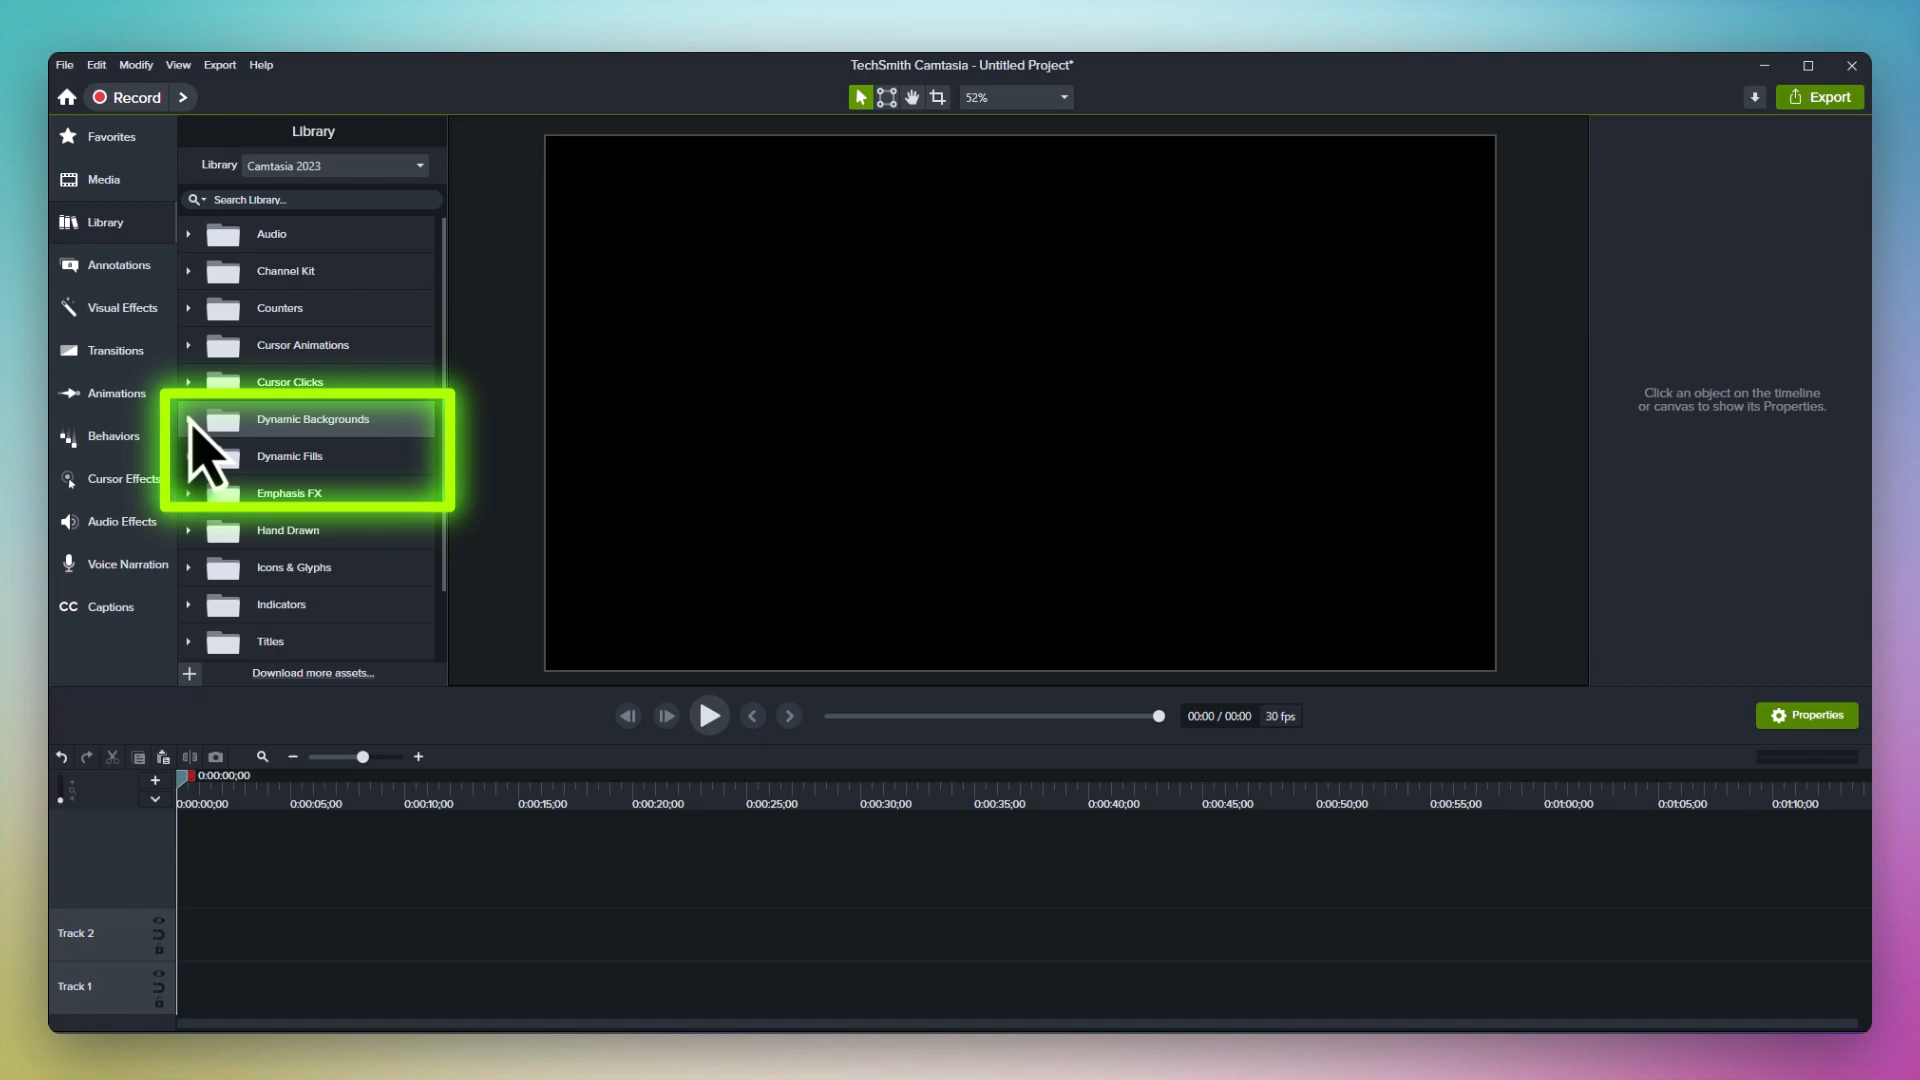 File Edit Modify View Export Help
TechSmith Camtasia - Untitled Project*
Record
52%
Export
Favorites
Media
Library
Annotations
Visual Effects
Transitions
Animations
Behaviors
Cursor Effects
Audio Effects
Voice Narration
CC Captions
Library
Library Camtasia 2023
Search Library...
Audio
Channel Kit
Counters
Cursor Animations
Cursor Clicks
Dynamic Backgrounds
Dynamic Fills
Emphasis FX
Hand Drawn
Icons & Glyphs
Indicators
Titles
Download more assets...
Click an object on the timeline
or canvas to show its Properties.
00:00 / 00:00 30 fps
Properties
0:00:00;00
0:00:00;00 0:00:05;00 0:00:10;00 0:00:15;00 0:00:20;00 0:00:25;00 0:00:30;00 0:00:35;00 0:00:40;00 0:00:45;00 0:00:50;00 0:00:55;00 0:01:00;00 0:01:05;00 0:01:10;00
Track 2
Track 1